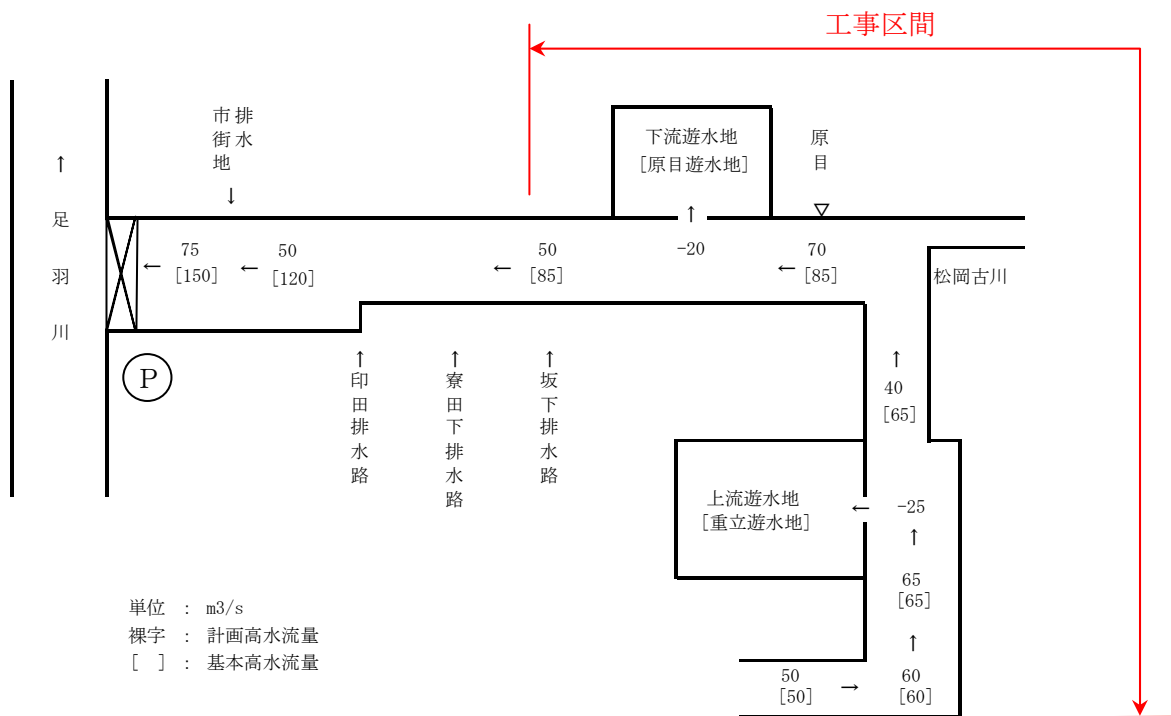 工事区間
市街地
排水
下流遊水地
[原目遊水地]
原目
▽
↑
足羽川
↓
↑
75
[150]
←
50
[120]
←
50
[85]
←
-20
70
[85]
←
松岡古川
P
↑
印田排水路
↑
寮田下排水路
↑
坂下排水路
↑
40
[65]
上流遊水地
[重立遊水地]
←
-25
↑
65
[65]
↑
60
[60]
50
[50]
→
単位 : m3/s
裸字 : 計画高水流量
[ ] : 基本高水流量